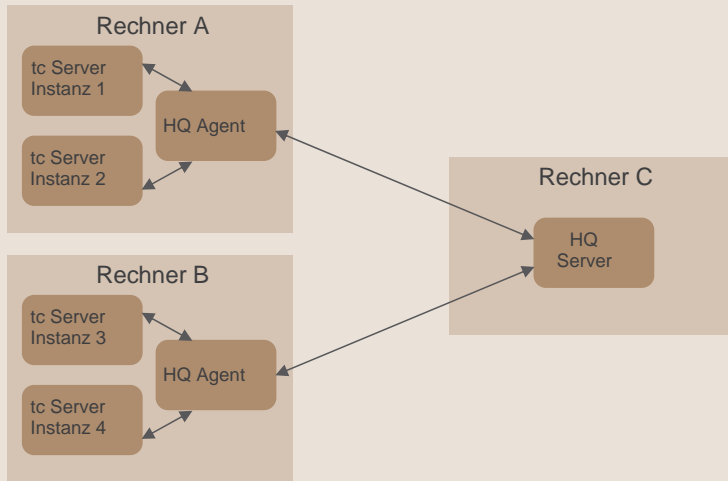 Rechner A
tc Server
Instanz 1
HQ Agent
tc Server
Instanz 2
Rechner C
HQ
Server
Rechner B
tc Server
Instanz 3
HQ Agent
tc Server
Instanz 4